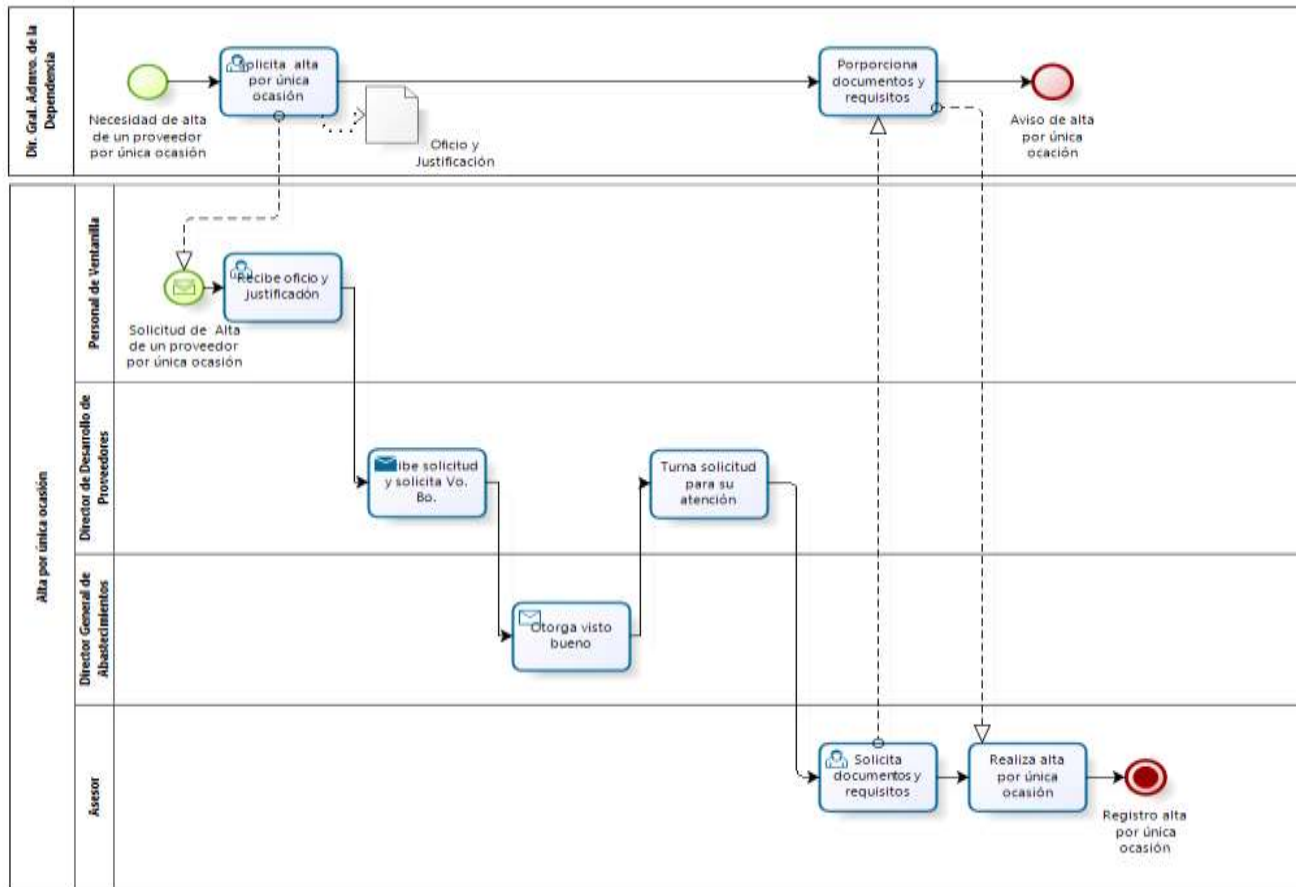 Dir. Gral. Admvo. de la
Dependencia
Necesidad de alta
de un proveedor
por única ocasión
olicita alta
por única
ocasión
Oficio y
Justificación
Porporciona
documentos y
requisitos
Aviso de alta
por única
ocación
Alta por única ocasión
Personal de Ventanilla
Solicitud de Alta
de un proveedor
por única ocasión
Recibe oficio y
justificación
Director de Desarrollo de
Proveedores
ibe solicitud
y solicita Vo.
Bo.
Turna solicitud
para su
atención
Director General de
Abastecimientos
Otorga visto
bueno
Asesor
Solicita
documentos y
requisitos
Realiza alta
por única
ocasión
Registro alta
por única
ocasión